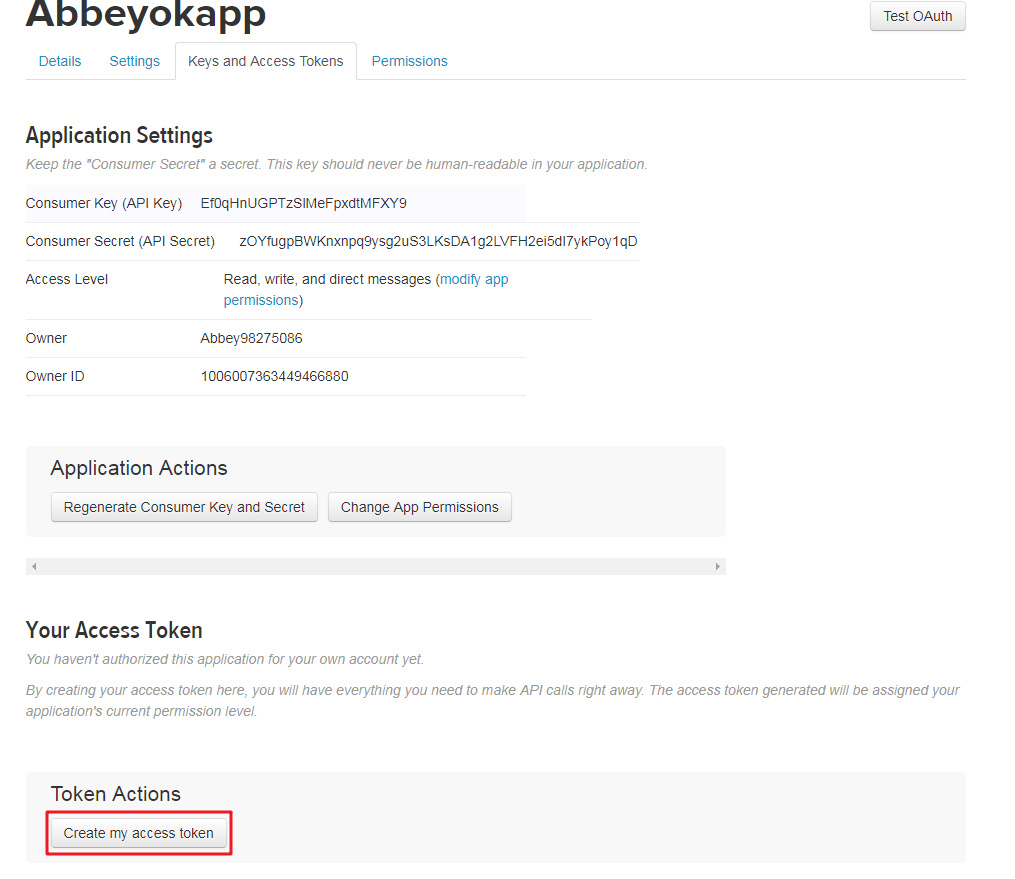 Abbeyokapp
Test OAuth
Details Settings Keys and Access Tokens Permissions
Application Settings
Keep the "Consumer Secret" a secret. This key should never be human-readable in your application.
Consumer Key (API Key) Ef0qHnUGPTzSIMeFpxdtMFXY9
Consumer Secret (API Secret) zOYfugpBWKnxnpq9ysg2uS3LKsDA1g2LVFH2ei5dI7ykPoy1qD
Access Level Read, write, and direct messages (modify app
permissions)
Owner Abbey98275086
Owner ID 1006007363449466880
Application Actions
Regenerate Consumer Key and Secret Change App Permissions
Your Access Token
You haven't authorized this application for your own account yet.
By creating your access token here, you will have everything you need to make API calls right away. The access token generated will be assigned your
application's current permission level.
Token Actions
Create my access token